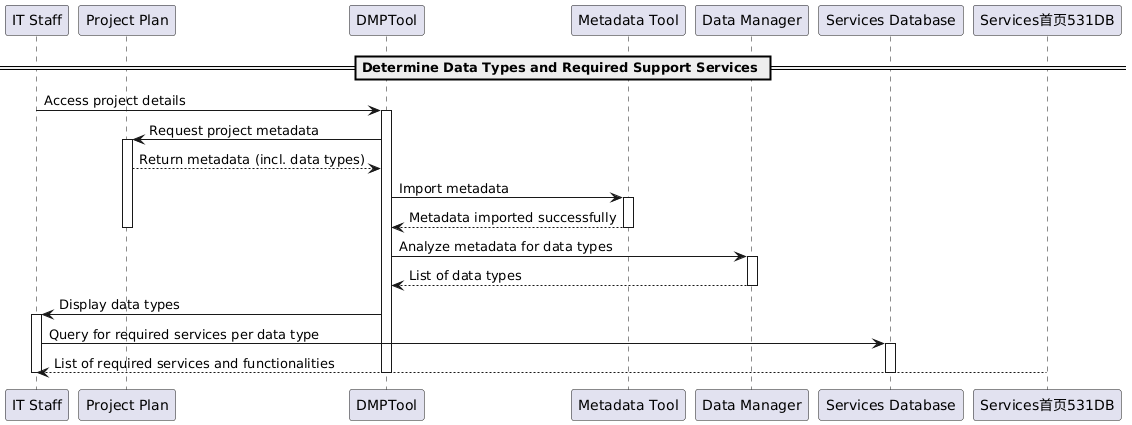 IT Staff
Project Plan
DMPTool
Metadata Tool
Data Manager
Services Database
Services首页531DB
Determine Data Types and Required Support Services
Access project details
Request project metadata
Return metadata (incl. data types)
Import metadata
Metadata imported successfully
Analyze metadata for data types
List of data types
Display data types
Query for required services per data type
List of required services and functionalities
IT Staff
Project Plan
DMPTool
Metadata Tool
Data Manager
Services Database
Services首页531DB